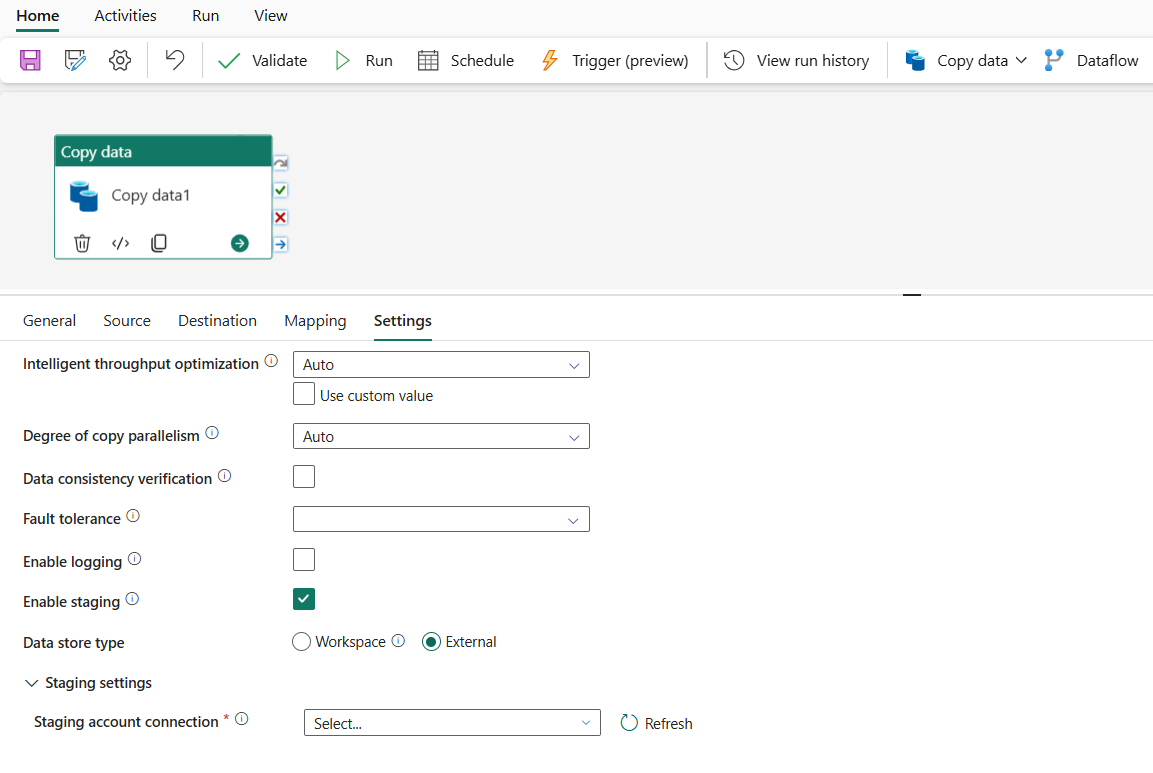 Home Activities Run View
Validate Run Schedule Trigger (preview) View run history Copy data Dataflow
Copy data
Copy data1
General Source Destination Mapping Settings
Intelligent throughput optimization Auto
Use custom value
Degree of copy parallelism Auto
Data consistency verification
Fault tolerance
Enable logging
Enable staging
Data store type Workspace External
Staging settings
Staging account connection * Select... Refresh